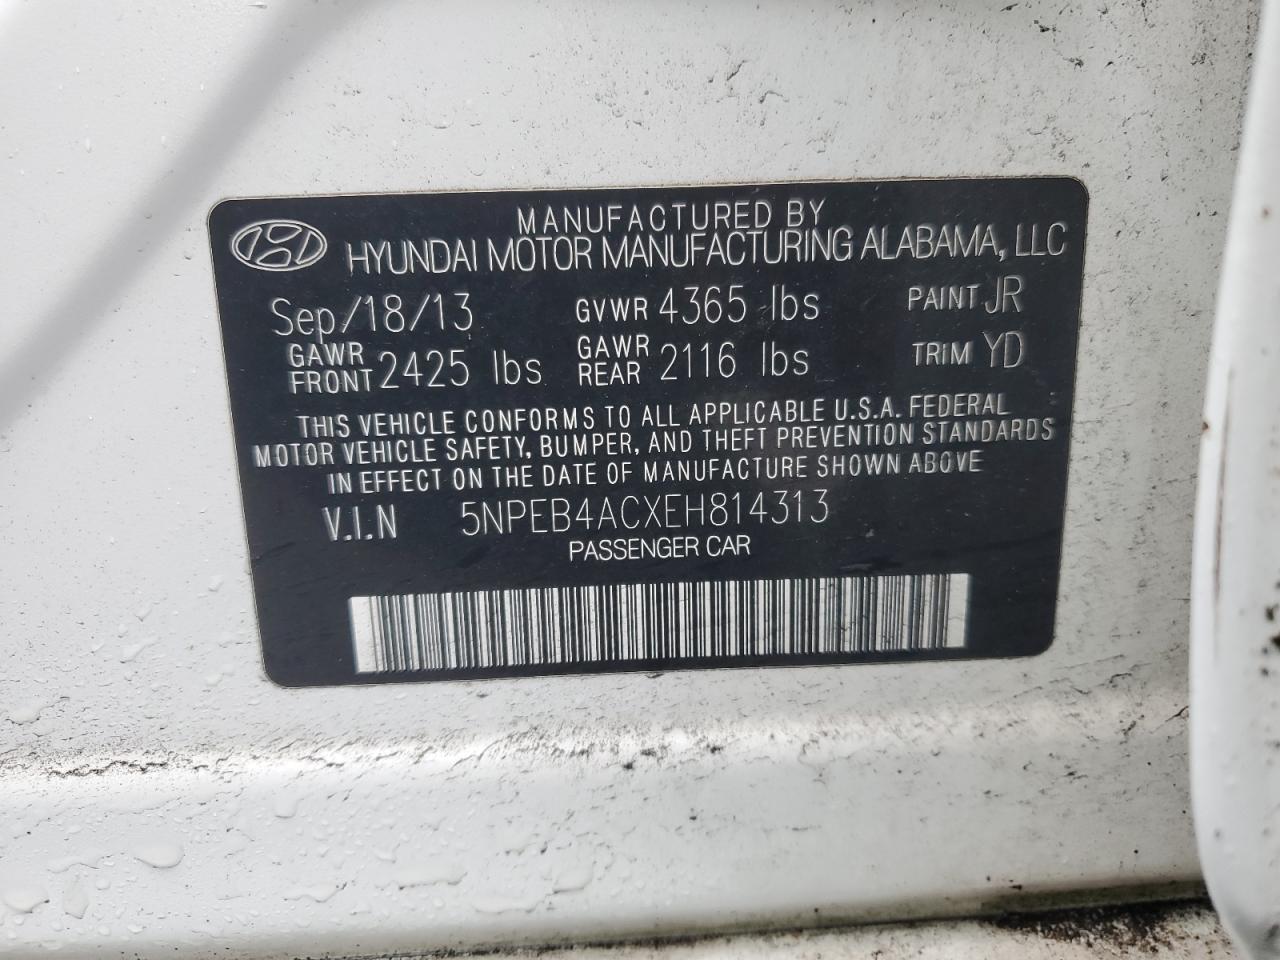 MANUFACTURED BY
HYUNDAI MOTOR MANUFACTURING ALABAMA, LLC
Sep/18/13 GVWR 4365 lbs PAINT JR
GAWR FRONT 2425 lbs GAWR REAR 2116 lbs TRIM YD
THIS VEHICLE CONFORMS TO ALL APPLICABLE U.S.A. FEDERAL
MOTOR VEHICLE SAFETY, BUMPER, AND THEFT PREVENTION STANDARDS
IN EFFECT ON THE DATE OF MANUFACTURE SHOWN ABOVE
V.I.N 5NPEB4ACXEH814313
PASSENGER CAR